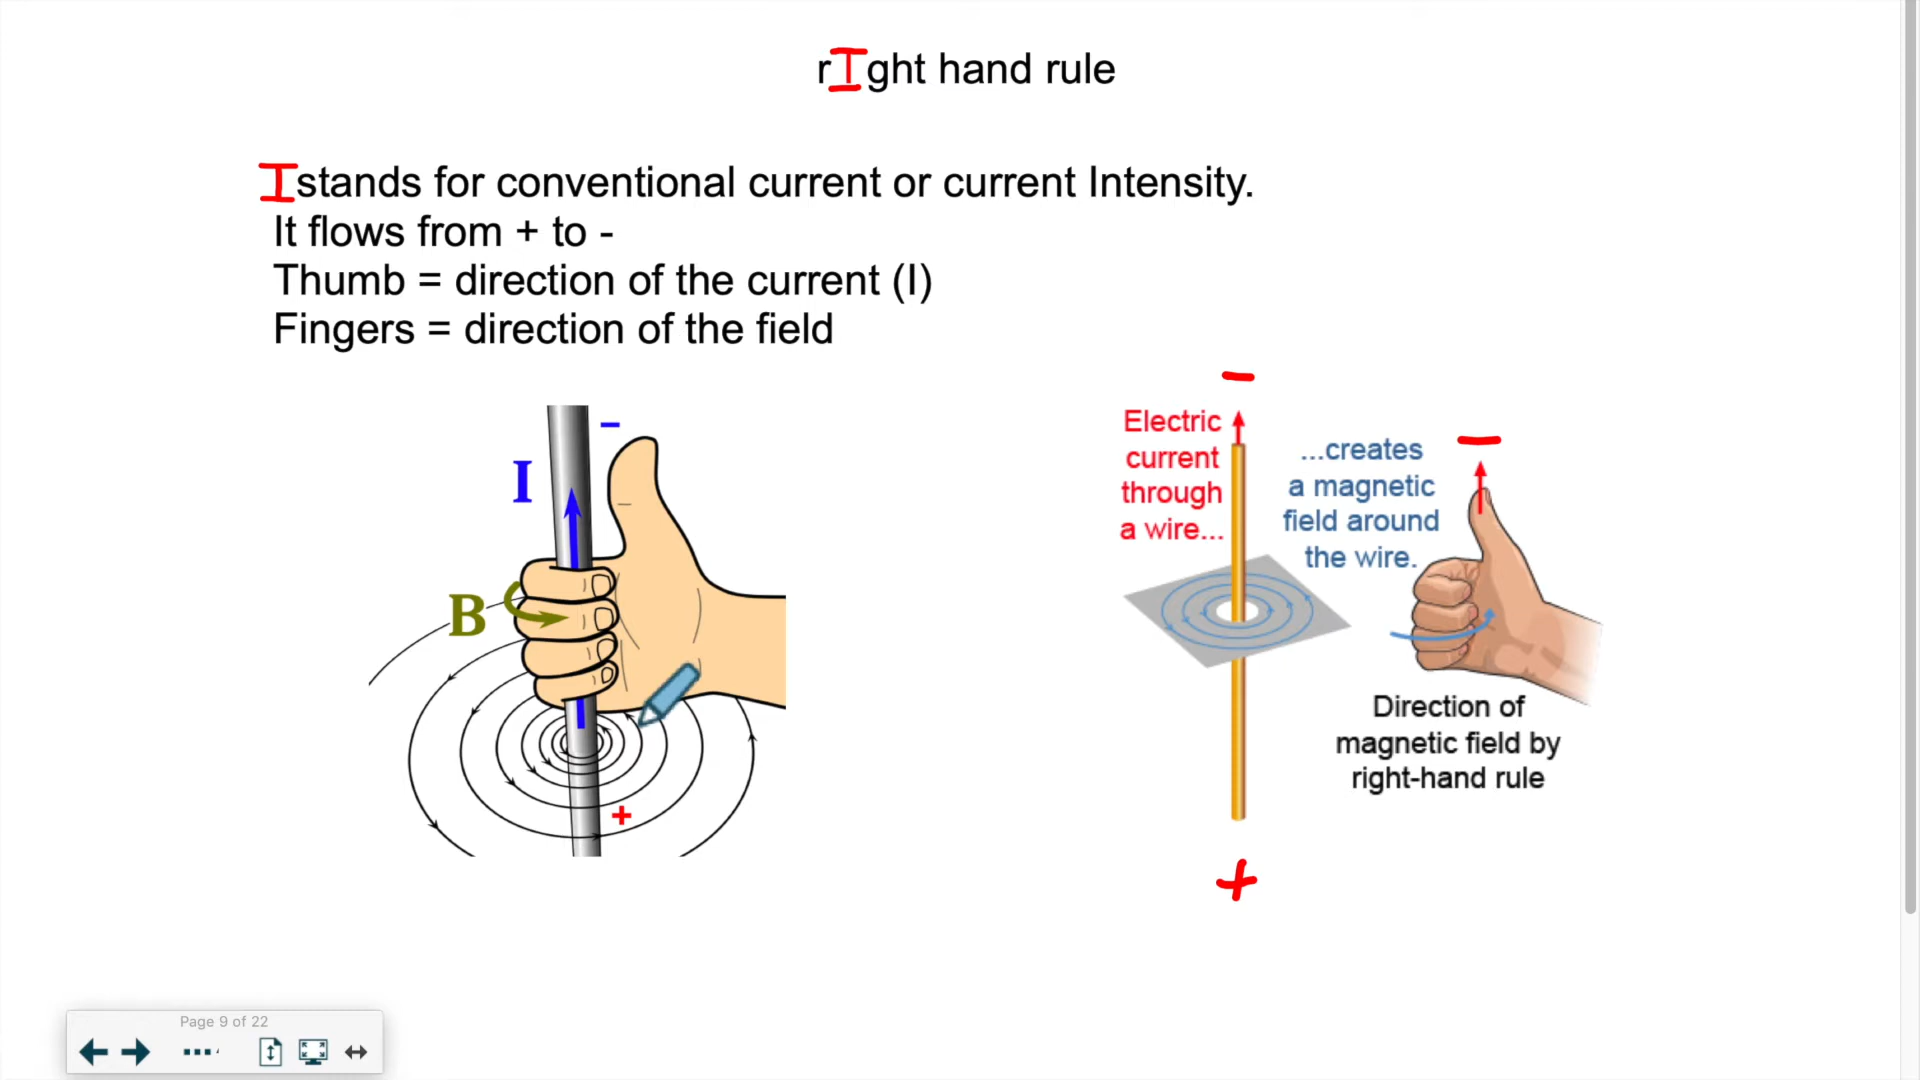 rIght hand rule
I stands for conventional current or current Intensity.
It flows from + to -
Thumb = direction of the current (I)
Fingers = direction of the field
I
B
−
+
−
Electric
current
through
a wire...
...creates
a magnetic
field around
the wire.
−
Direction of
magnetic field by
right-hand rule
+
Page 9 of 22